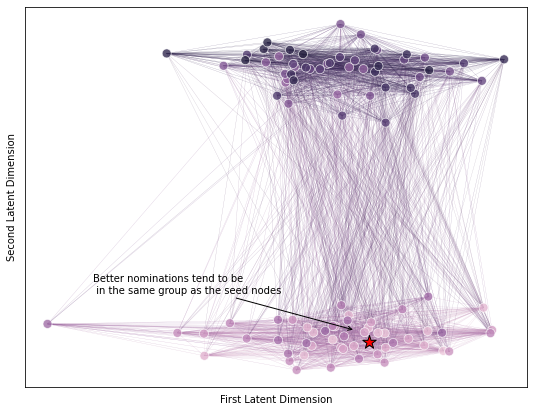 Second Latent Dimension
Better nominations tend to be
in the same group as the seed nodes
First Latent Dimension